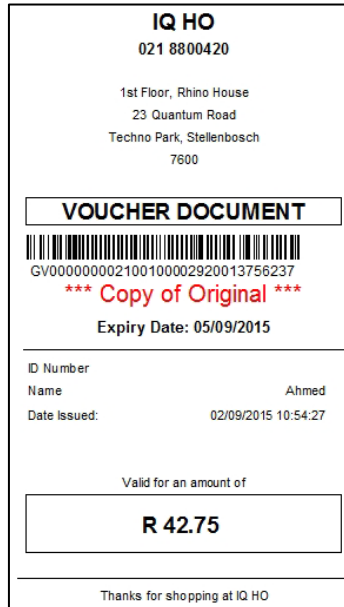 IQ HO
021 8800420
1st Floor, Rhino House
23 Quantum Road
Techno Park, Stellenbosch
7600
VOUCHER DOCUMENT
GV000000002100100002920013756237
*** Copy of Original ***
Expiry Date: 05/09/2015
ID Number
Name Ahmed
Date Issued: 02/09/2015 10:54:27
Valid for an amount of
R 42.75
Thanks for shopping at IQ HO